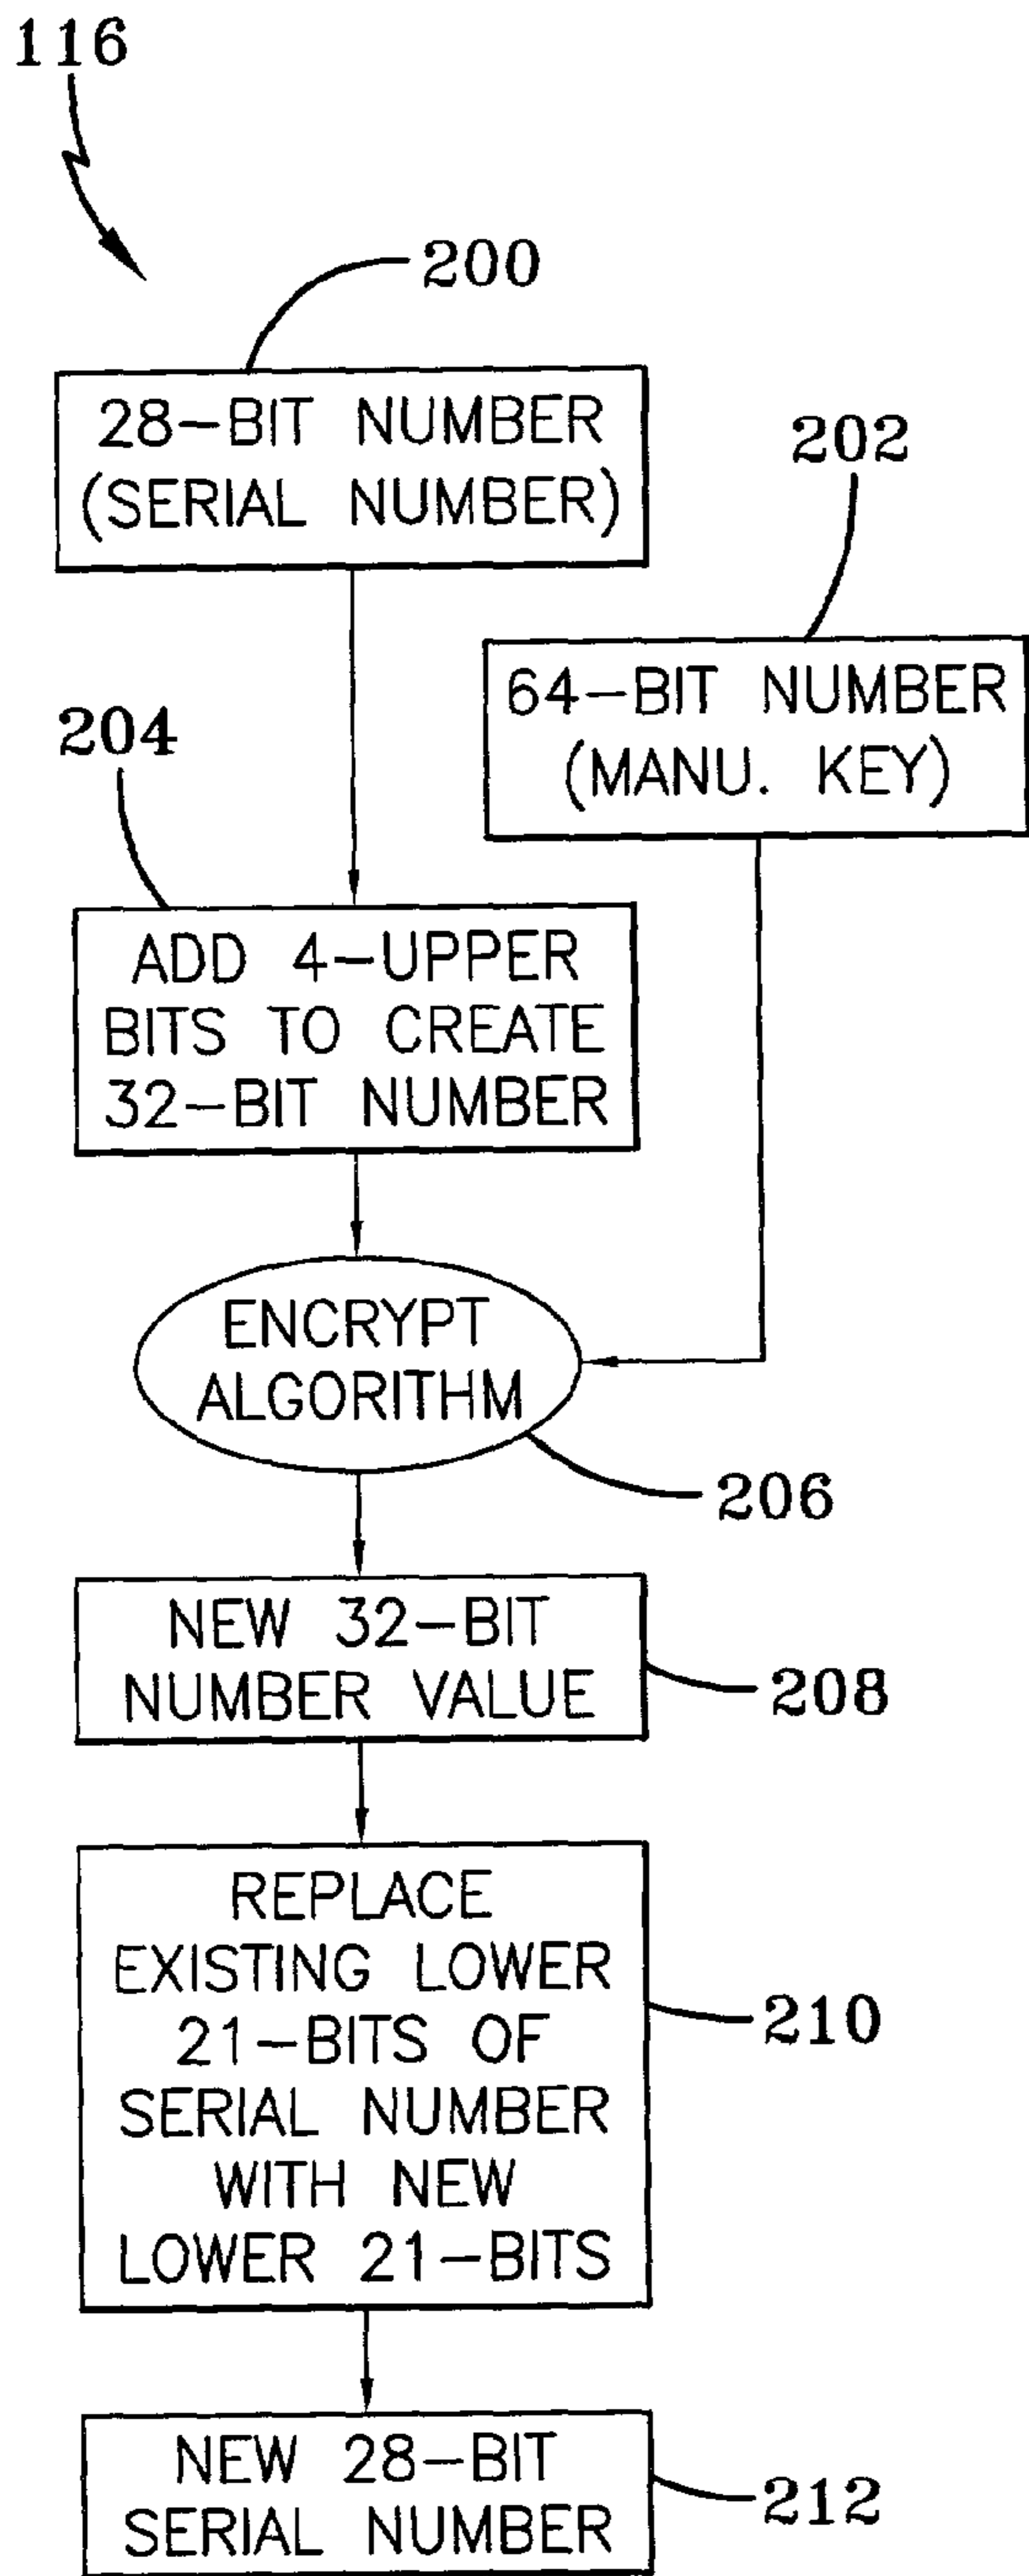 116
200
28-BIT NUMBER
(SERIAL NUMBER)
202
64-BIT NUMBER
(MANU. KEY)
204
ADD 4-UPPER
BITS TO CREATE
32-BIT NUMBER
ENCRYPT
ALGORITHM
206
NEW 32-BIT
NUMBER VALUE
208
REPLACE
EXISTING LOWER
21-BITS OF
SERIAL NUMBER
WITH NEW
LOWER 21-BITS
210
NEW 28-BIT
SERIAL NUMBER
212